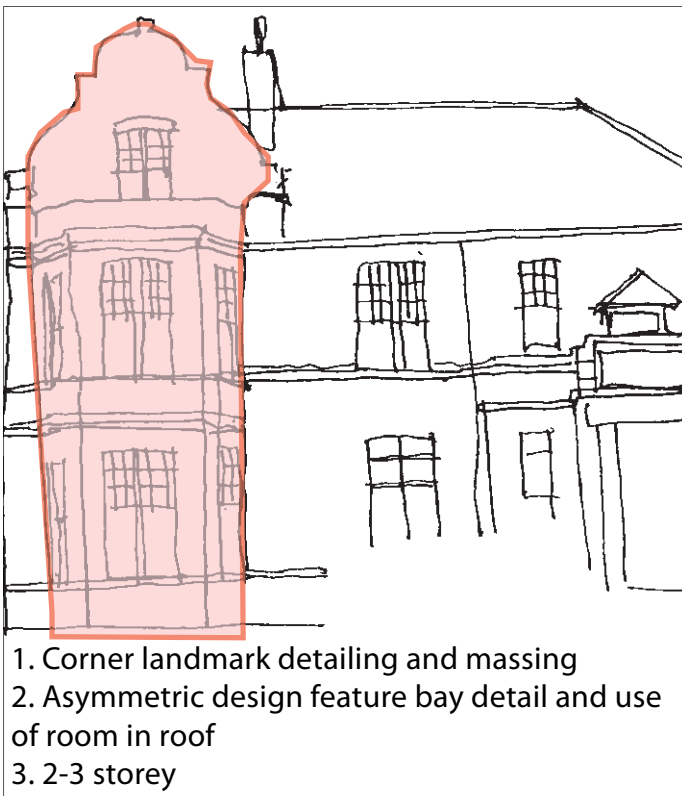 1. Corner landmark detailing and massing
2. Asymmetric design feature bay detail and use
of room in roof
3. 2-3 storey